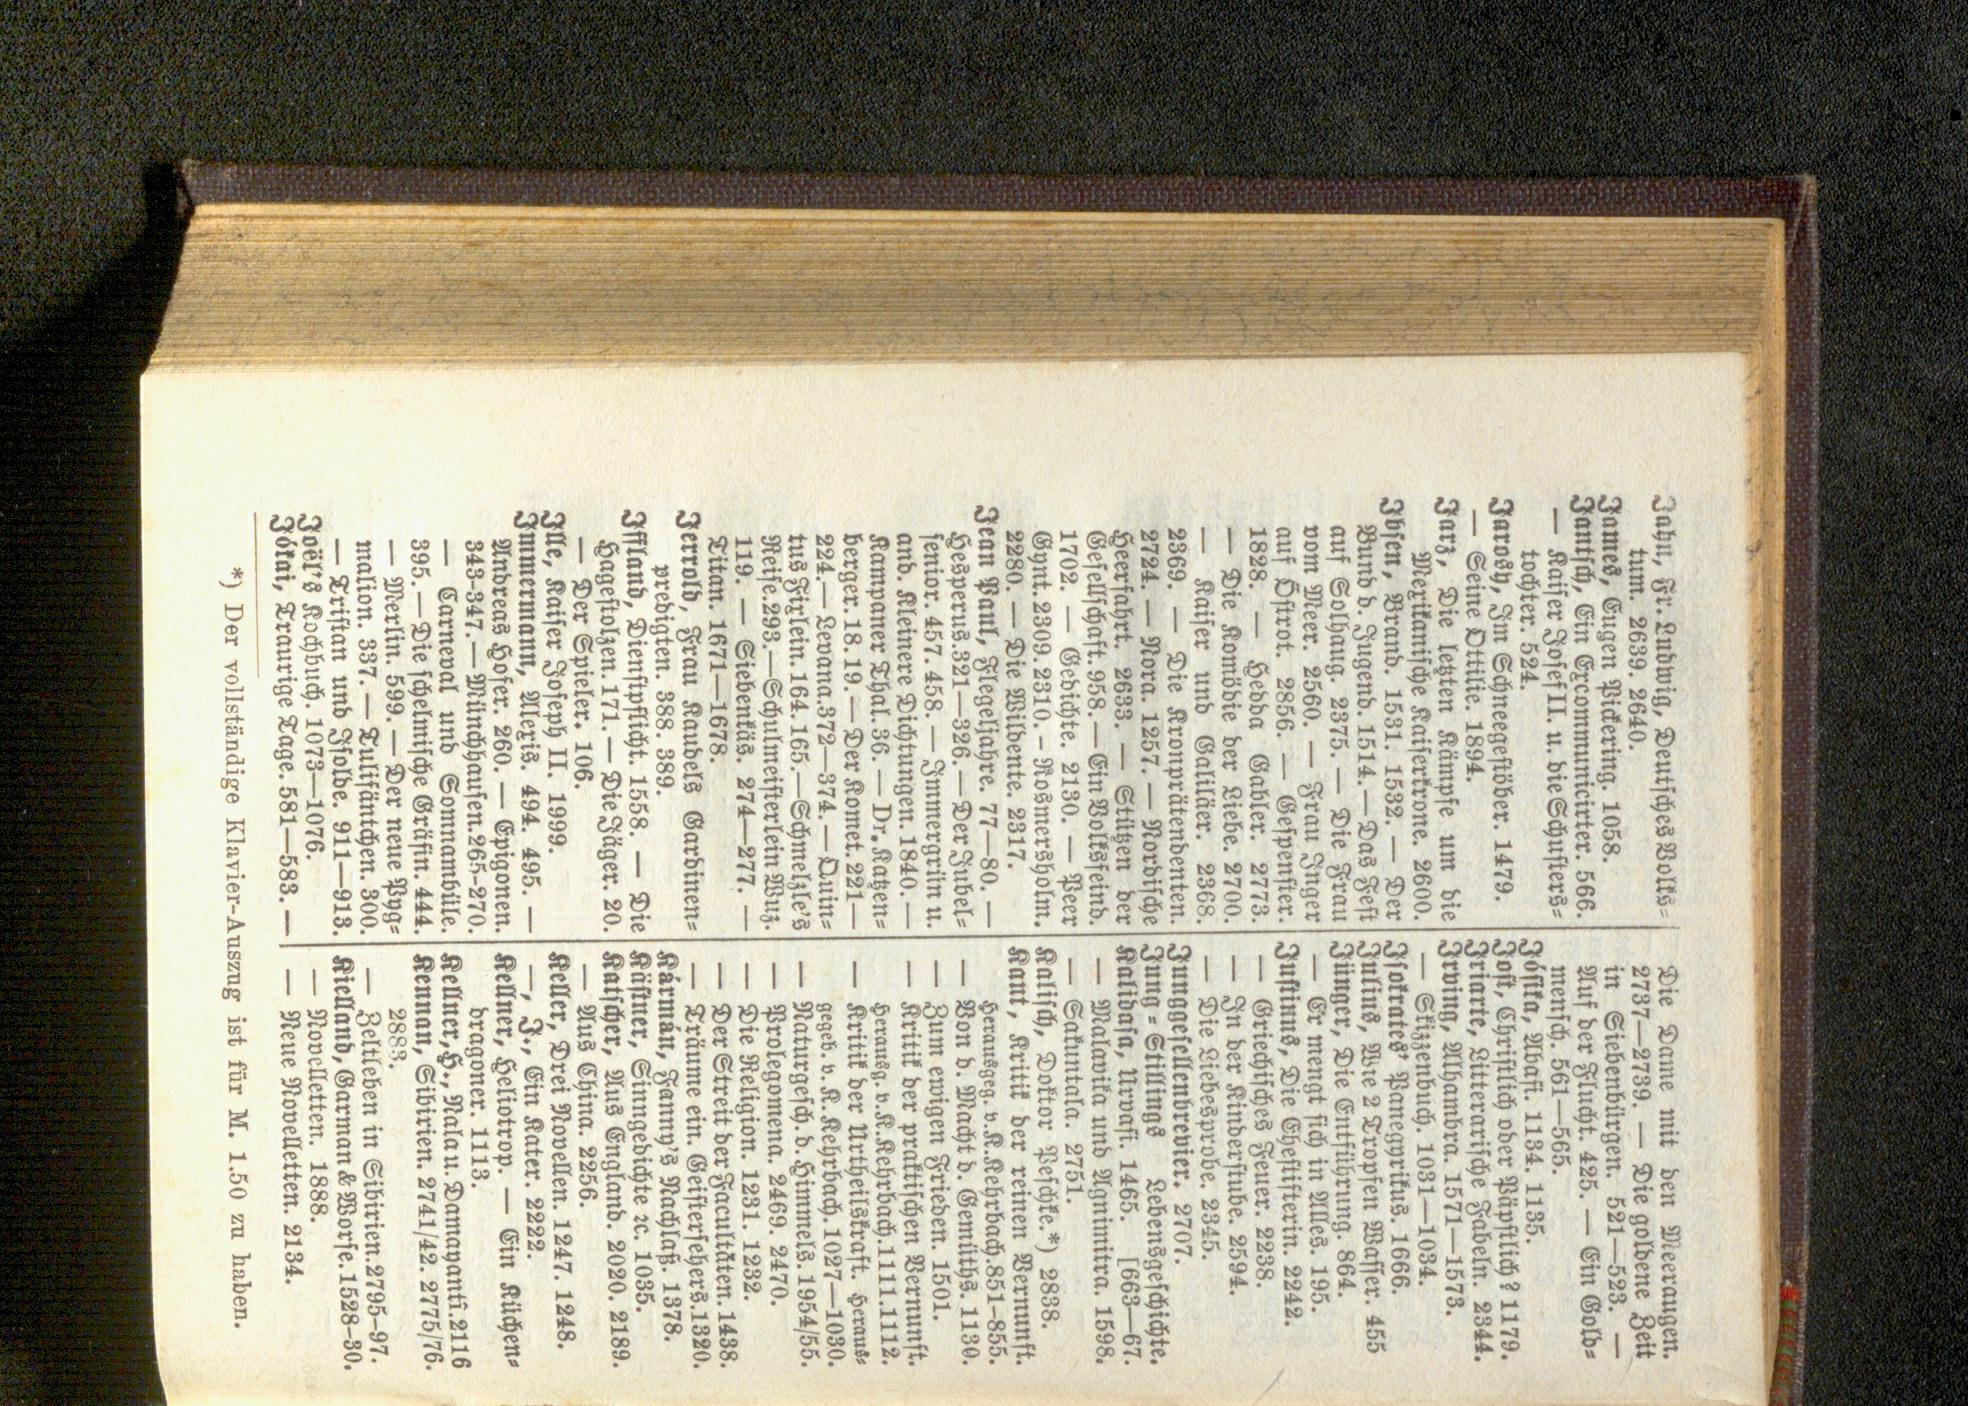 Jahn, Fr. Ludwig, Deutsches Volks=
tum. 2639. 2640.
James, Eugen Pickering. 1058.
Jantsch, Ein Excommunicirter. 566.
— Kaiser Josef II. u. die Schusters=
tochter. 524.
Jarosy, Im Schneegestöber. 1479.
— Seine Ottilie. 1894.
Jarz, Die letzten Kämpfe um die
Mexikanische Kaiserkrone. 2600.
Ibsen, Brand. 1531. 1532. — Der
Bund d. Jugend. 1514. — Das Fest
auf Solhaug. 2375. — Die Frau
vom Meer. 2560. — Frau Inger
auf Östrot. 2856. — Gespenster.
1828. — Hedda Gabler. 2773.
— Die Komödie der Liebe. 2700.
— Kaiser und Galiläer. 2368.
2369. — Die Kronprätendenten.
2724. — Nora. 1257. — Nordische
Heerfahrt. 2633. — Stützen der
Gesellschaft. 958. — Ein Volksfeind.
1702. — Gedichte. 2130. — Peer
Gynt. 2309. 2310. – Rosmersholm.
2280. — Die Wildente. 2317.
Jean Paul, Flegeljahre. 77—80. —
Hesperus. 321—326. — Der Jubel=
senior. 457. 458. — Immergrün u.
and. Kleinere Dichtungen. 1840. —
Kampaner Thal. 36. — Dr. Katzen=
berger. 18. 19. — Der Komet. 221—
224. — Levana. 372—374. — Quin=
tus Fixlein. 164. 165. — Schmelzle's
Reise. 293. — Schulmeisterlein Wuz.
119. — Siebenkäs. 274—277. —
Titan. 1671—1678.
Jerrold, Frau Kaudels Gardinen=
predigten. 388. 389.
Iffland, Dienstpflicht. 1558. — Die
Hagestolzen. 171. — Die Jäger. 20.
— Der Spieler. 106.
Ille, Kaiser Joseph II. 1999.
Immermann, Alexis. 494. 495. —
Andreas Hofer. 260. — Epigonen.
343-347. — Münchhausen. 265-270.
— Carneval und Somnambüle.
395. — Die schelmische Gräfin. 444.
— Merlin. 599. — Der neue Pyg=
malion. 337. — Tulifäntchen. 300.
— Tristan und Isolde. 911—913.
Joël's Kochbuch. 1073—1076.
Jókai, Traurige Tage. 581—583. —
Die Dame mit den Meeraugen.
2737—2739. — Die goldene Zeit
in Siebenbürgen. 521—523. —
Auf der Flucht. 425. — Ein Gold=
mensch. 561—565.
Jósika, Abafi. 1134. 1135.
Jost, Christlich oder Päpstlich? 1179.
Iriarte, Litterarische Fabeln. 2344.
Irving, Alhambra. 1571—1573.
— Skizzenbuch. 1031—1034.
Isokrates' Panegyrikus. 1666.
Julius, Wie 2 Tropfen Wasser. 455
Jünger, Die Entführung. 864.
— Er mengt sich in Alles. 195.
Justinus, Die Ehestifterin. 2242.
— Griechisches Feuer. 2238.
— In der Kinderstube. 2594.
— Die Liebesprobe. 2345.
Junggesellenbrevier. 2707.
Jung=Stillings Lebensgeschichte.
Kalidasa, Urvasi. 1465. [663—67.
— Malavika und Agnimitra. 1598.
— Sakuntala. 2751.
Kalisch, Doktor Peschke.*) 2838.
Kant, Kritik der reinen Vernunft.
Herausgeg. v. K. Kehrbach. 851-855.
— Von d. Macht d. Gemüths. 1130.
— Zum ewigen Frieden. 1501.
— Kritik der praktischen Vernunft.
Herausg. v. K. Kehrbach. 1111. 1112.
— Kritik der Urtheilskraft. Heraus=
gegeb. v. K. Kehrbach. 1027—1030.
— Naturgesch. d. Himmels. 1954/55.
— Prolegomena. 2469. 2470.
— Die Religion. 1231. 1232.
— Der Streit der Facultäten. 1438.
— Träume ein. Geistersehers. 1320.
Kármán, Fanny's Nachlaß. 1378.
Kästner, Sinngedichte ꝛc. 1035.
Katscher, Aus England. 2020. 2189.
— Aus China. 2256.
Keller, Drei Novellen. 1247. 1248.
—, J., Ein Kater. 2222.
Kellner, Heliotrop. — Ein Küchen=
dragoner. 1113.
Kellner, H., Nala u. Damayanti. 2116
Kennan, Sibirien. 2741/42. 2775/76.
2883.
— Zeltleben in Sibirien. 2795-97.
Kielland, Garman & Worse. 1528-30.
— Novelletten. 1888.
— Neue Novelletten. 2134.
*) Der vollständige Klavier-Auszug ist für M. 1.50 zu haben.